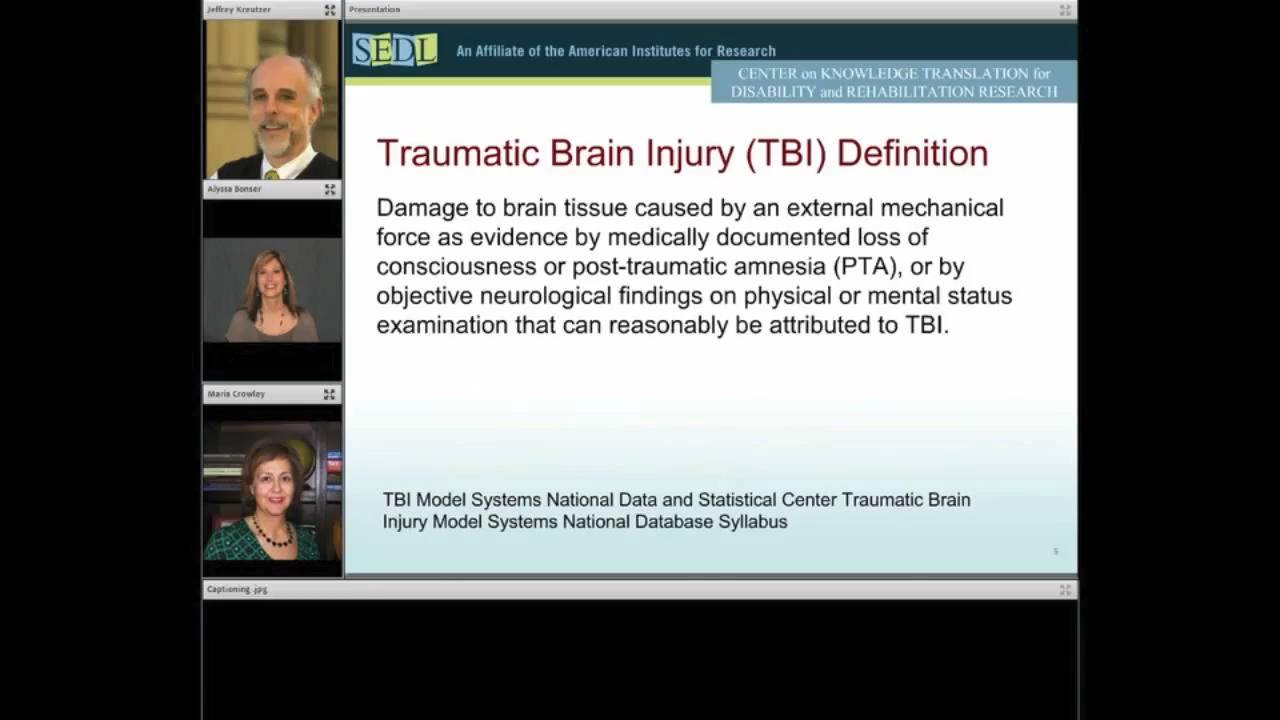 Jeffrey Kreutzer
Presentation
SEDL An Affiliate of the American Institutes for Research
CENTER on KNOWLEDGE TRANSLATION for
DISABILITY and REHABILITATION RESEARCH
Traumatic Brain Injury (TBI) Definition
Damage to brain tissue caused by an external mechanical
force as evidence by medically documented loss of
consciousness or post-traumatic amnesia (PTA), or by
objective neurological findings on physical or mental status
examination that can reasonably be attributed to TBI.
TBI Model Systems National Data and Statistical Center Traumatic Brain
Injury Model Systems National Database Syllabus
5
Alyssa Bonser
Maria Crowley
Captioning .jpg